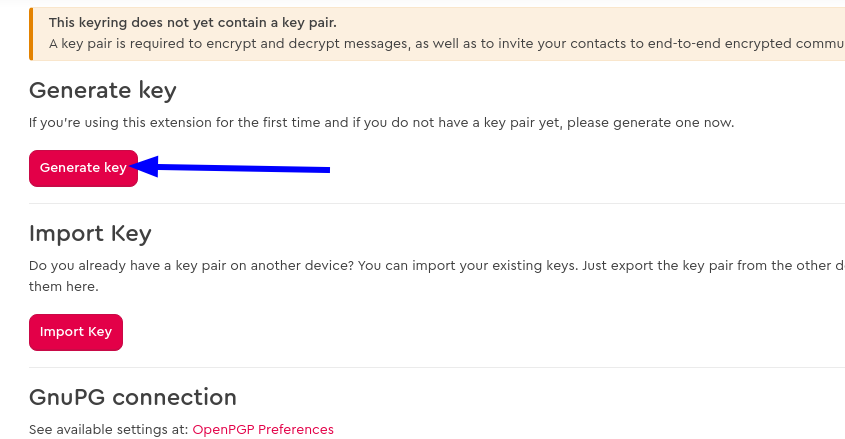 This keyring does not yet contain a key pair.
A key pair is required to encrypt and decrypt messages, as well as to invite your contacts to end-to-end encrypted commu
Generate key
If you're using this extension for the first time and if you do not have a key pair yet, please generate one now.
Generate key
Import Key
Do you already have a key pair on another device? You can import your existing keys. Just export the key pair from the other d
them here.
Import Key
GnuPG connection
See available settings at: OpenPGP Preferences